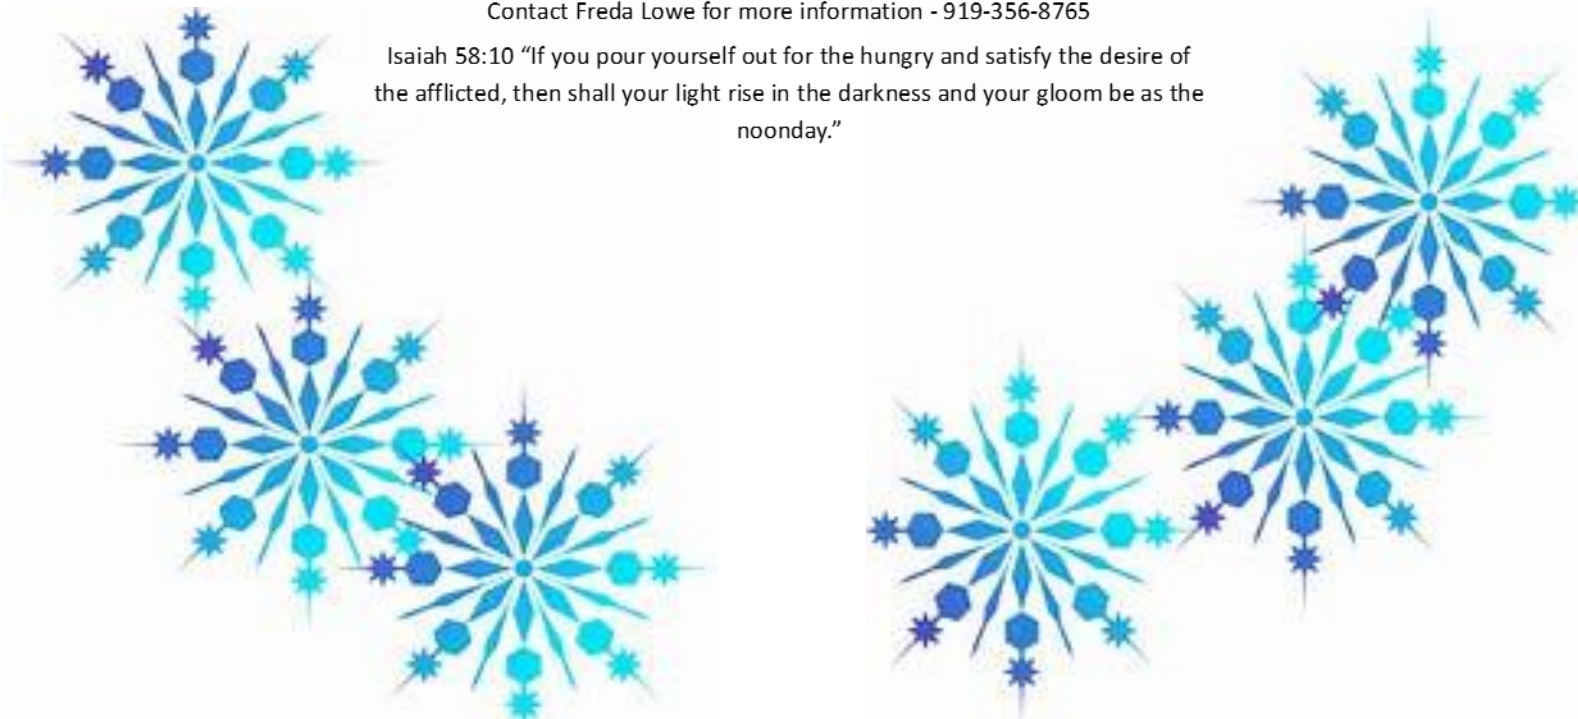 Contact Freda Lowe for more information - 919-356-8765
Isaiah 58:10 “If you pour yourself out for the hungry and satisfy the desire of
the afflicted, then shall your light rise in the darkness and your gloom be as the
noonday.”